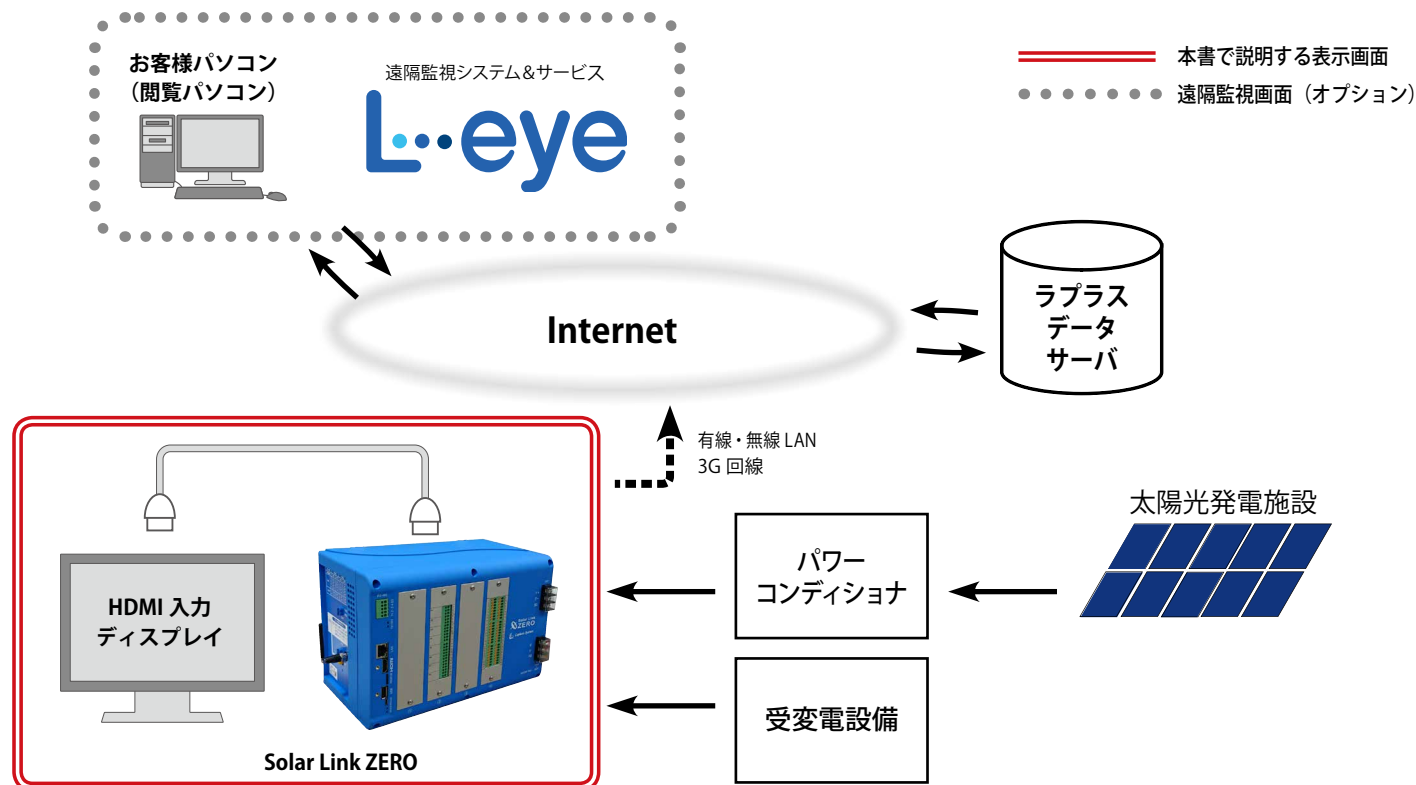 お客様パソコン
（閲覧パソコン）
遠隔監視システム＆サービス
L・・・eye
本書で説明する表示画面
遠隔監視画面（オプション）
Internet
ラプラス
データ
サーバ
有線・無線 LAN
3G 回線
太陽光発電施設
パワー
コンディショナ
HDMI 入力
ディスプレイ
ZERO
受変電設備
Solar Link ZERO